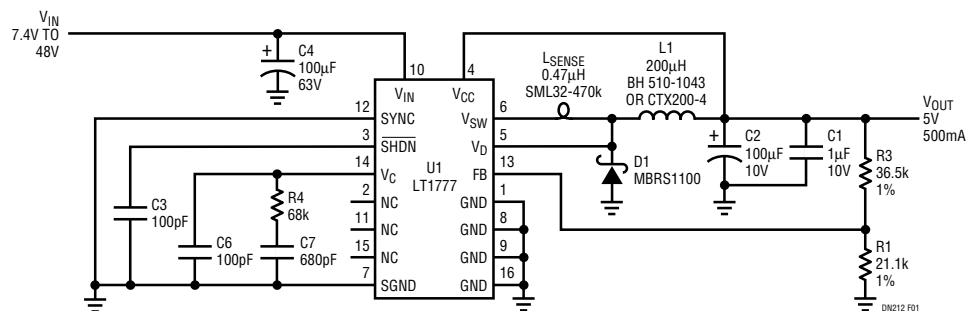 VIN
7.4V TO
48V
+
C4
100µF
63V
10
4
VIN
VCC
LSENSE
0.47µH
SML32-470k
L1
200µH
BH 510-1043
OR CTX200-4
VOUT
5V
500mA
12
SYNC
3
SHDN
14
VC
2
NC
11
NC
15
NC
7
SGND
U1
LT1777
VSW
6
VD
5
FB
13
GND
1
GND
8
GND
9
GND
16
D1
MBRS1100
+
C2
100µF
10V
C1
1µF
10V
R3
36.5k
1%
R1
21.1k
1%
C3
100pF
C6
100pF
R4
68k
C7
680pF
DN212 F01